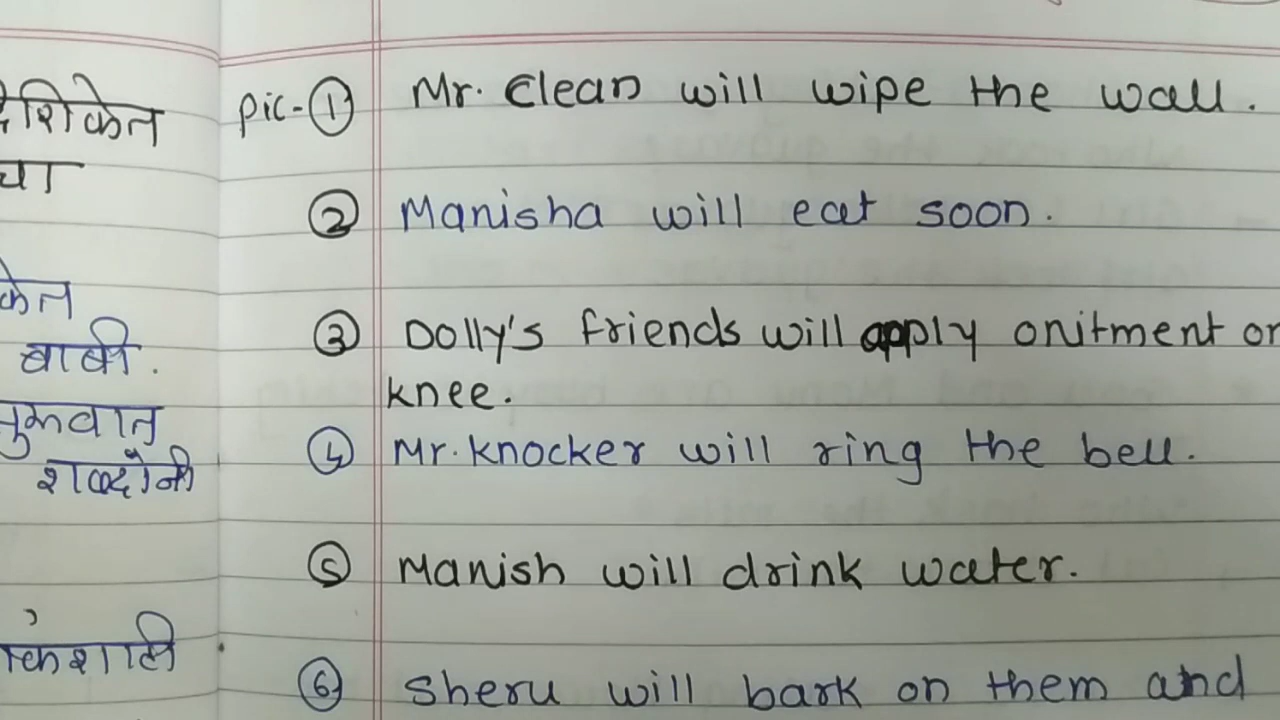 देशिकेत
चा
केत
बाबी.
शब्दांनी
Pic-① Mr. Clean will wipe the wall.
② Manisha will eat soon.
③ Dolly's friends will apply onitment on
knee.
④ Mr. Knocker will ring the bell.
⑤ Manish will drink water.
⑥ Sheru will bark on them and